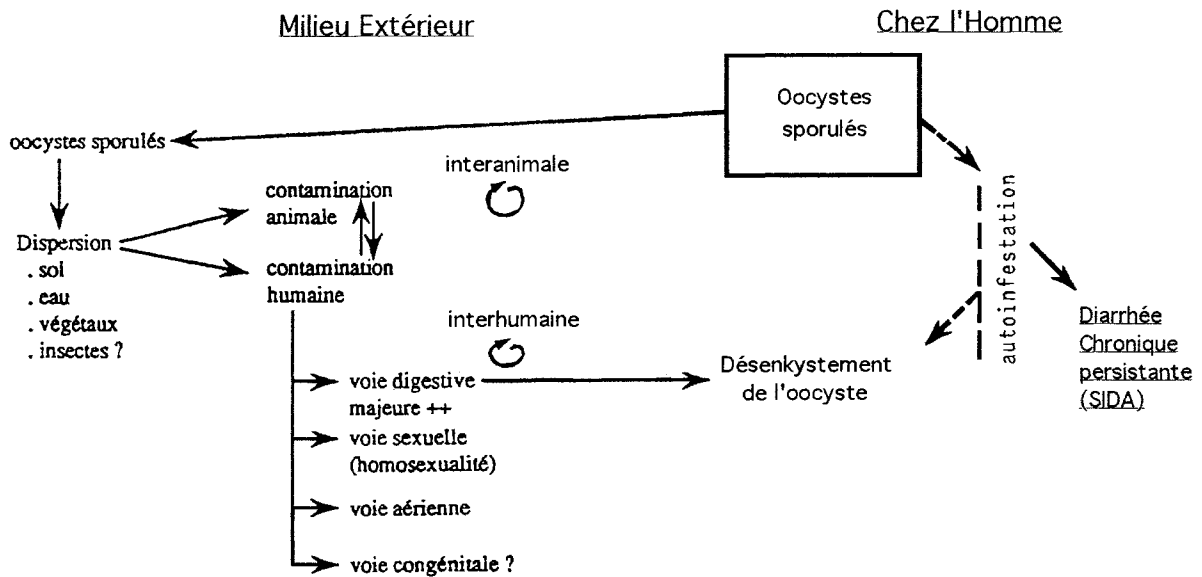 Milieu Extérieur
Chez l'Homme
Oocystes
sporulés
oocystes sporulés
interanimale
contamination
animale
Dispersion
. sol
. eau
. végétaux
. insectes ?
contamination
humaine
interhumaine
autoinfestation
Diarrhée
Chronique
persistante
(SIDA)
Désenkystement
de l'oocyste
voie digestive
majeure ++
voie sexuelle
(homosexualité)
voie aérienne
voie congénitale ?